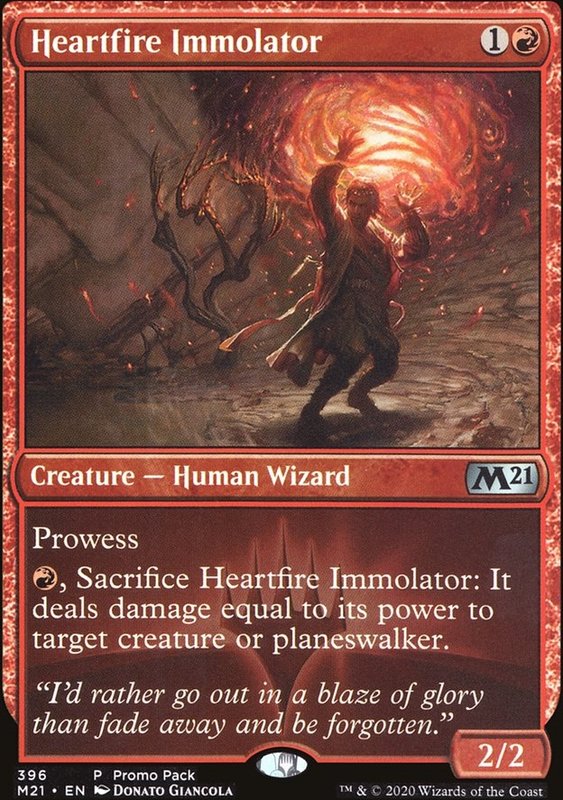 Heartfire Immolator 1
Creature — Human Wizard M21
Prowess
, Sacrifice Heartfire Immolator: It
deals damage equal to its power to
target creature or planeswalker.
“I’d rather go out in a blaze of glory
than fade away and be forgotten.”
2/2
396 P Promo Pack
M21 • EN Donato Giancola ™ & © 2020 Wizards of the Coast